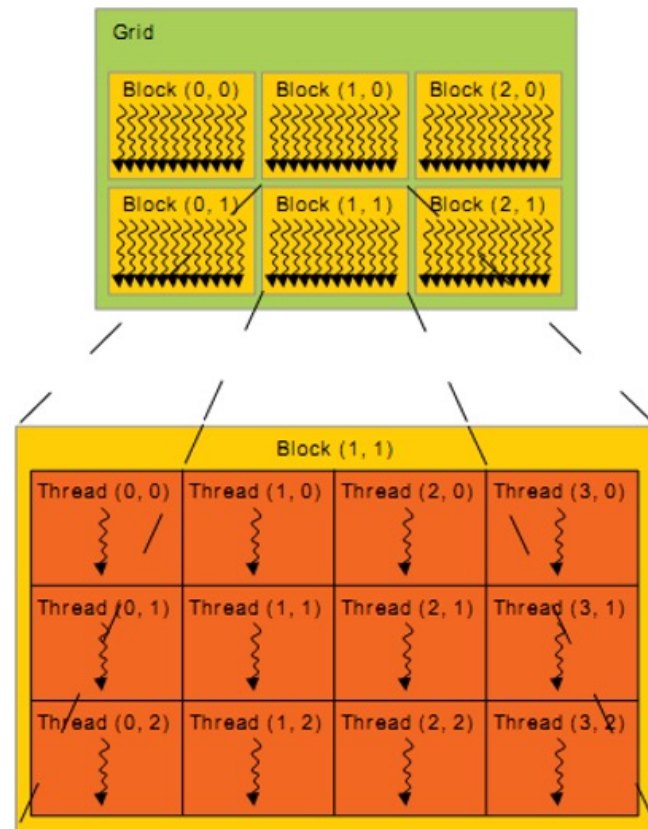 Grid
Block (0, 0) Block (1, 0) Block (2, 0)
Block (0, 1) Block (1, 1) Block (2, 1)
Block (1, 1)
Thread (0, 0) Thread (1, 0) Thread (2, 0) Thread (3, 0)
Thread (0, 1) Thread (1, 1) Thread (2, 1) Thread (3, 1)
Thread (0, 2) Thread (1, 2) Thread (2, 2) Thread (3, 2)